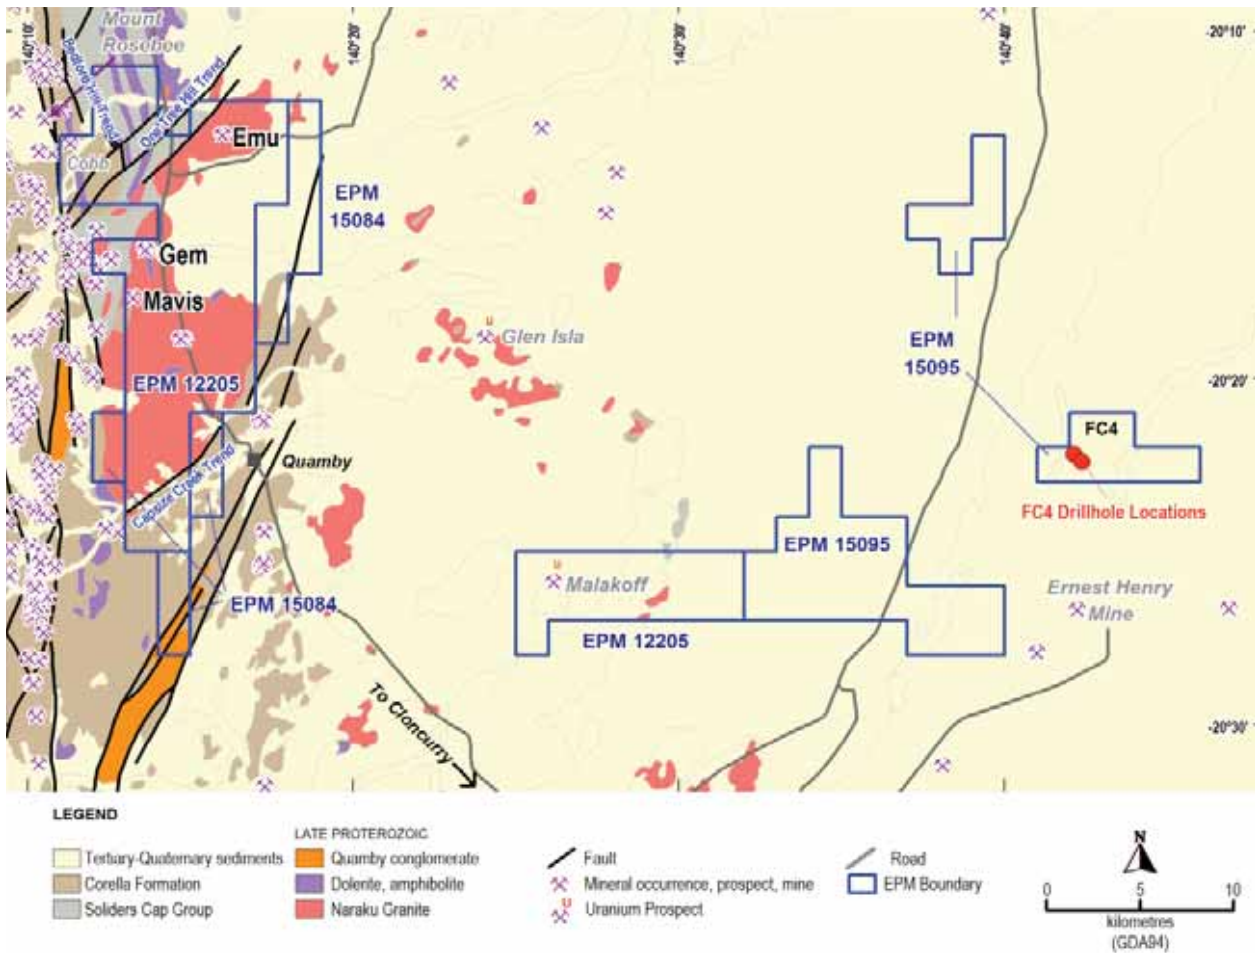 140°10'
140°20'
140°30'
140°40'
-20°10'
Mount
Rosebee
Bedford Hill Trend
One Tree Hill Trend
Emu
Cobb
EPM
15084
Gem
Mavis
U
Glen Isla
EPM
15095
EPM 12205
-20°20'
FC4
Quamby
Capsize Creek Trend
FC4 Drillhole Locations
EPM 15095
U
Malakoff
Ernest Henry
Mine
EPM 15084
EPM 12205
To Cloncurry
-20°30'
LEGEND
LATE PROTEROZOIC
Tertiary-Quaternary sediments
Corella Formation
Soliders Cap Group
Quamby conglomerate
Dolerite, amphibolite
Naraku Granite
Fault
Mineral occurrence, prospect, mine
U
Uranium Prospect
Road
EPM Boundary
N
0 5 10
kilometres
(GDA94)